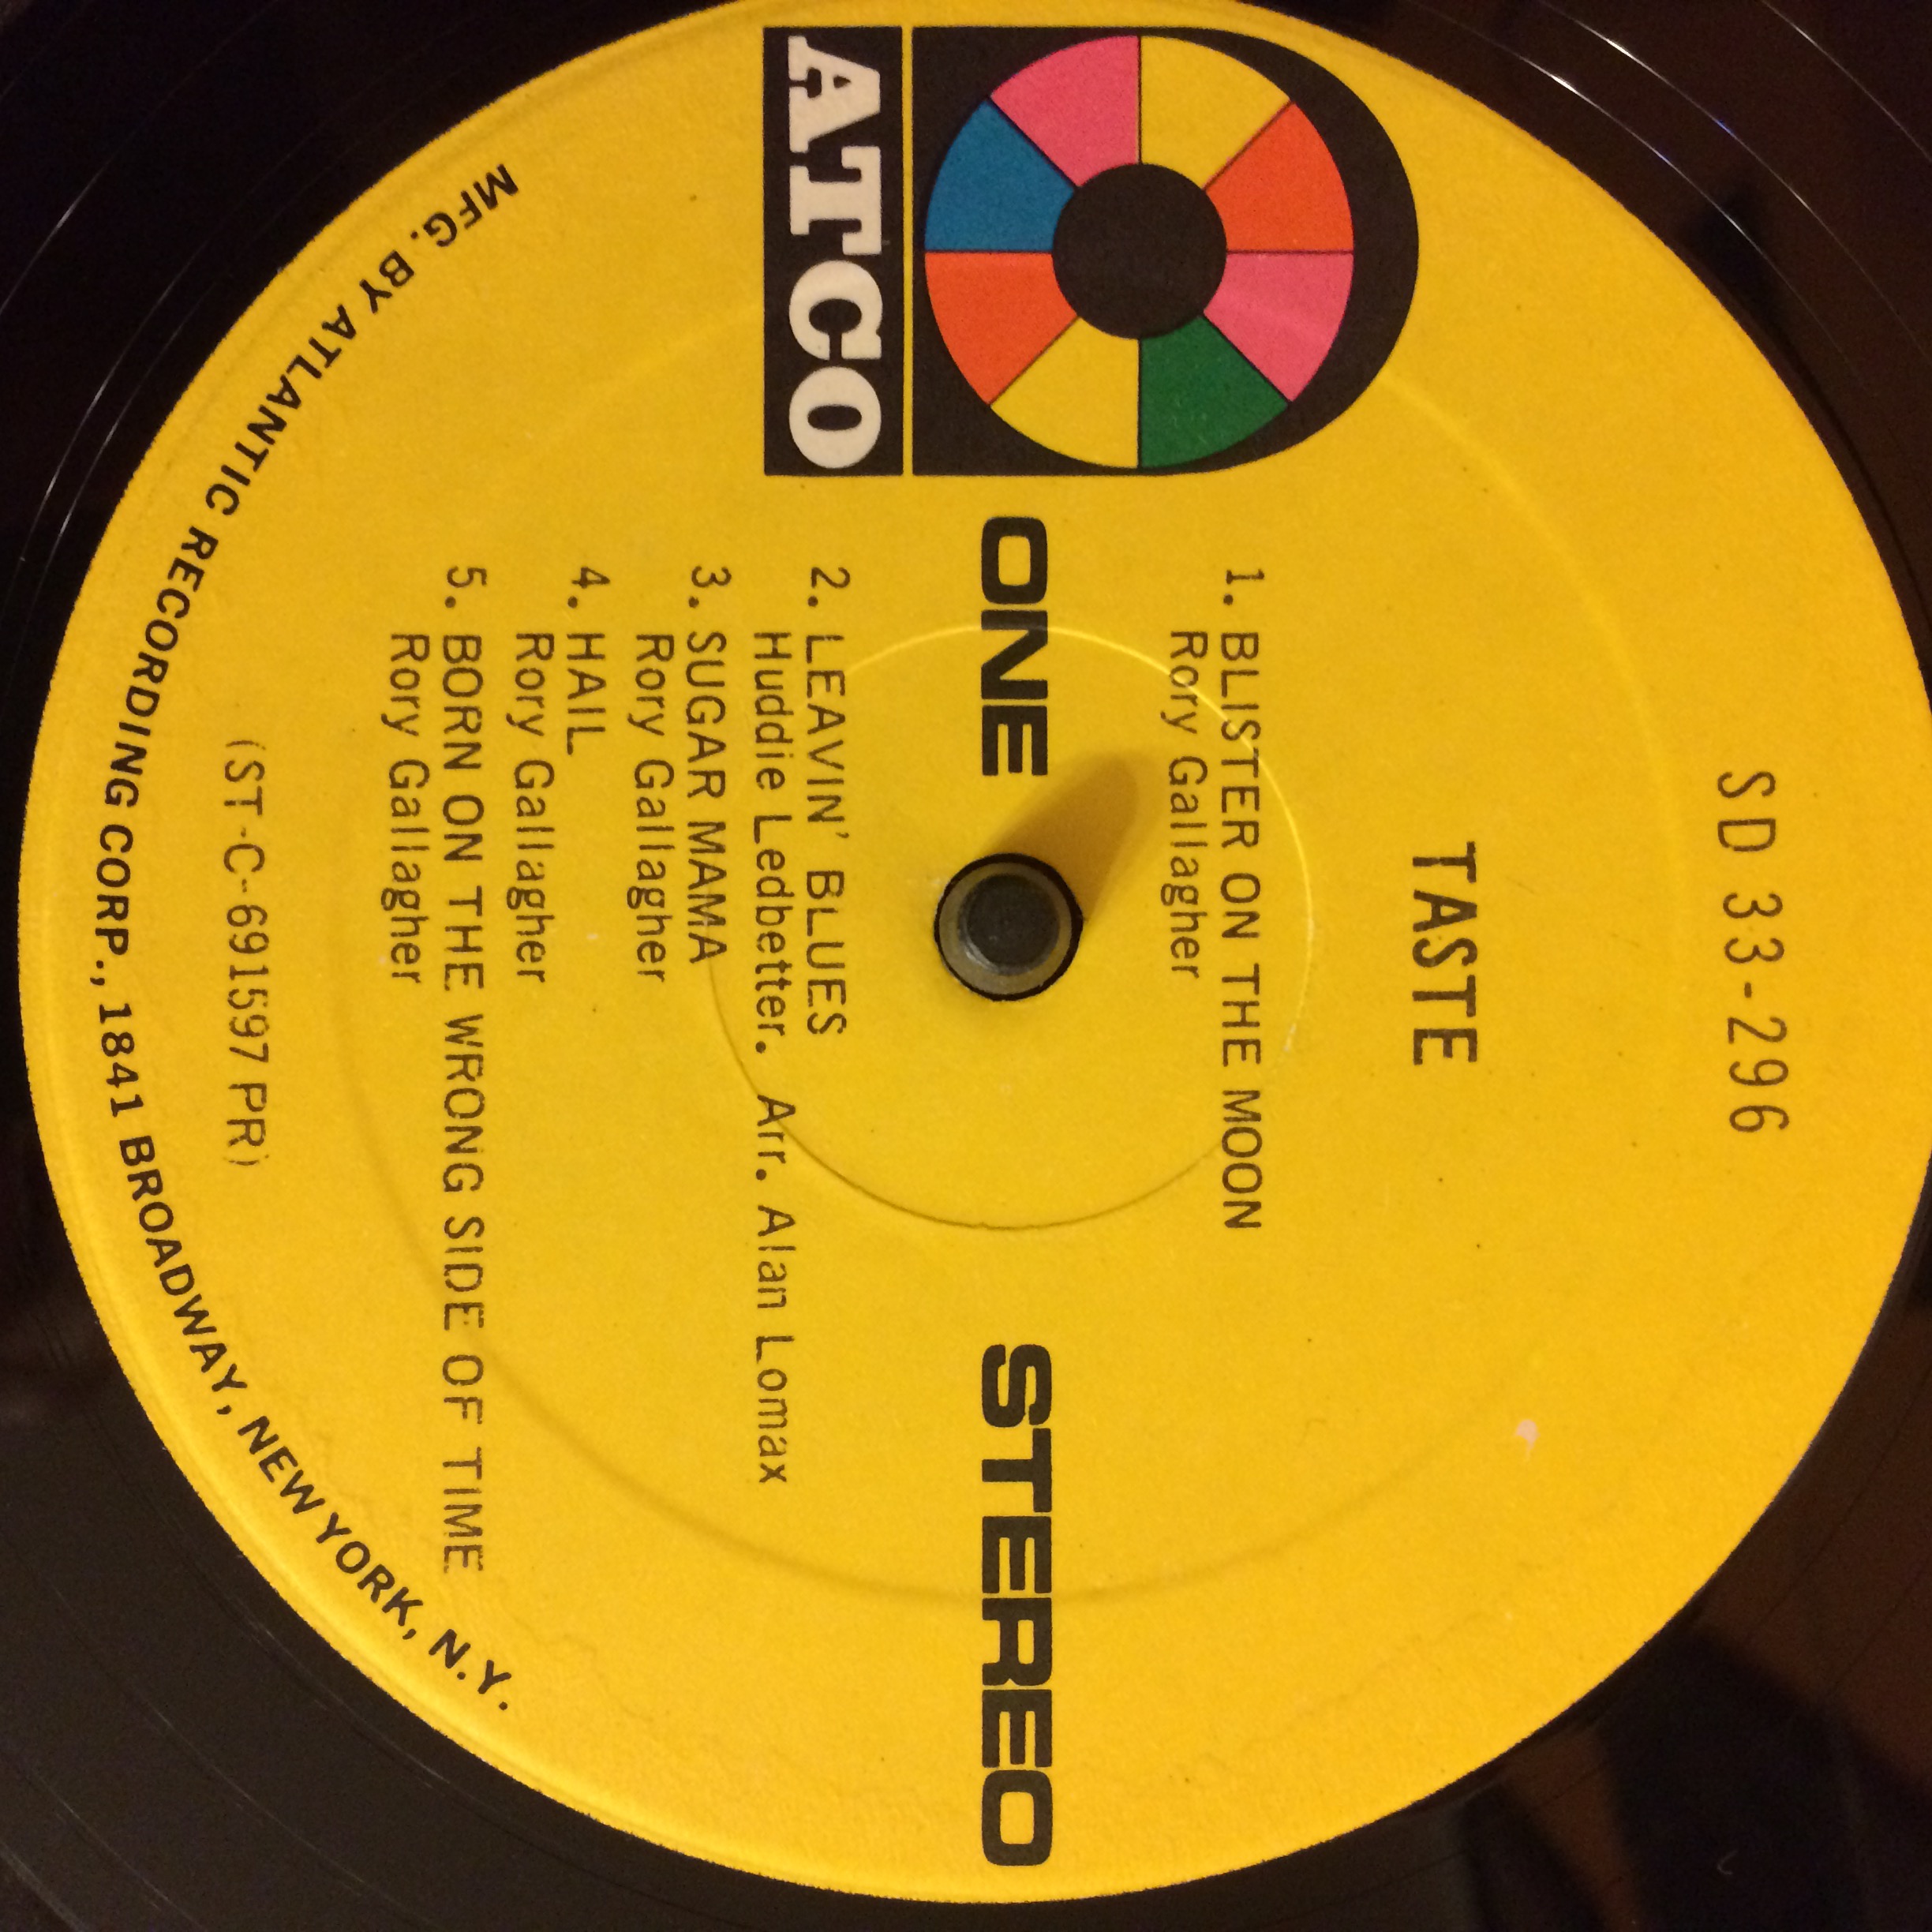 SD 33-296
TASTE
1. BLISTER ON THE MOON
Rory Gallagher
ATCO
ONE STEREO
2. LEAVIN' BLUES
Huddie Ledbetter. Arr. Alan Lomax
3. SUGAR MAMA
Rory Gallagher
4. HAIL
Rory Gallagher
5. BORN ON THE WRONG SIDE OF TIME
Rory Gallagher
(ST-C-691597 PR)
MFG. BY ATLANTIC RECORDING CORP., 1841 BROADWAY, NEW YORK, N.Y.